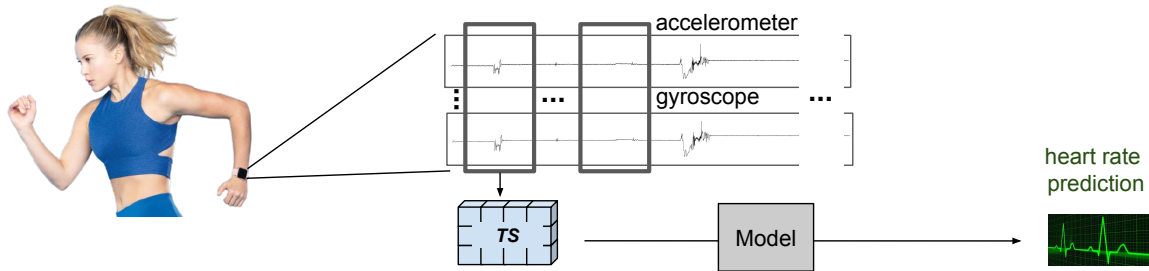 accelerometer
...
gyroscope
...
TS
Model
heart rate
prediction